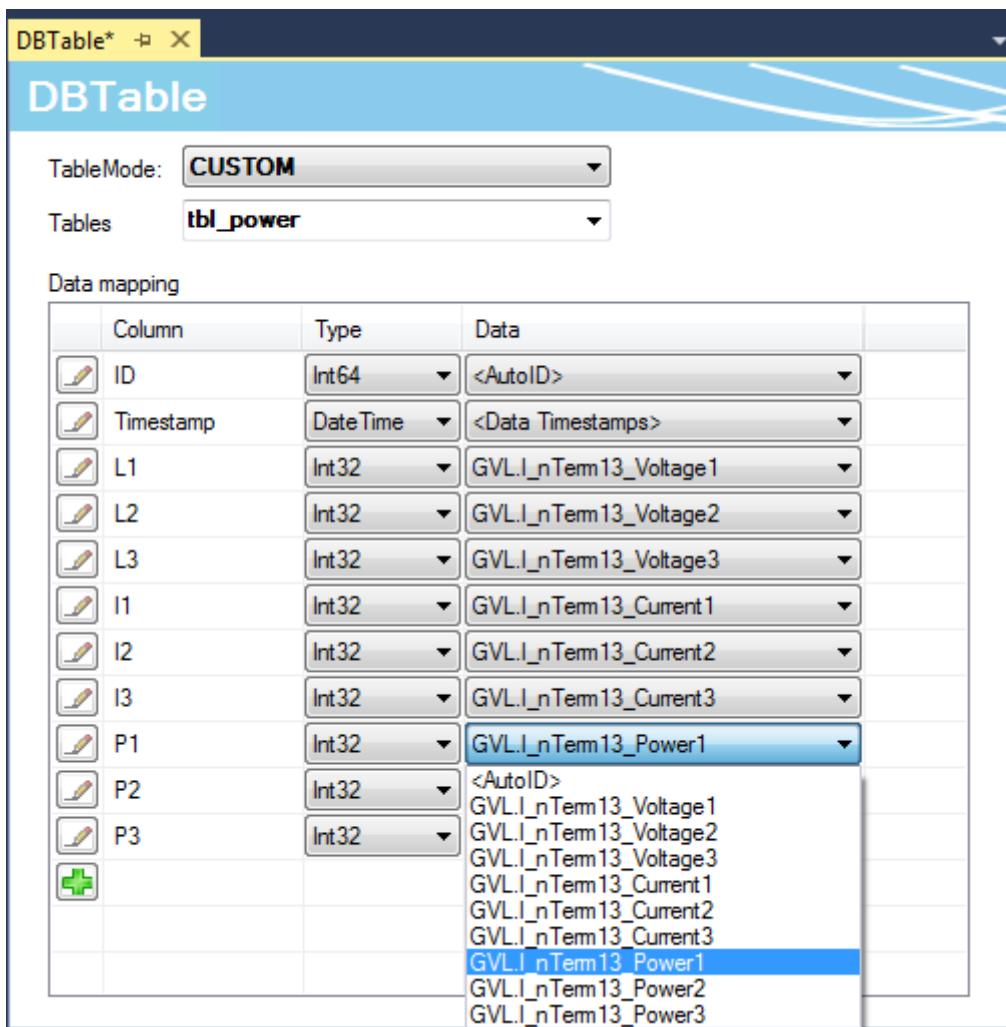 DBTable*
DBTable
TableMode: CUSTOM
Tables tbl_power
Data mapping
Column Type Data
ID Int64 <AutoID>
Timestamp DateTime <Data Timestamps>
L1 Int32 GVL.I_nTerm13_Voltage1
L2 Int32 GVL.I_nTerm13_Voltage2
L3 Int32 GVL.I_nTerm13_Voltage3
I1 Int32 GVL.I_nTerm13_Current1
I2 Int32 GVL.I_nTerm13_Current2
I3 Int32 GVL.I_nTerm13_Current3
P1 Int32 GVL.I_nTerm13_Power1
P2 Int32
P3 Int32
<AutoID>
GVL.I_nTerm13_Voltage1
GVL.I_nTerm13_Voltage2
GVL.I_nTerm13_Voltage3
GVL.I_nTerm13_Current1
GVL.I_nTerm13_Current2
GVL.I_nTerm13_Current3
GVL.I_nTerm13_Power1
GVL.I_nTerm13_Power2
GVL.I_nTerm13_Power3